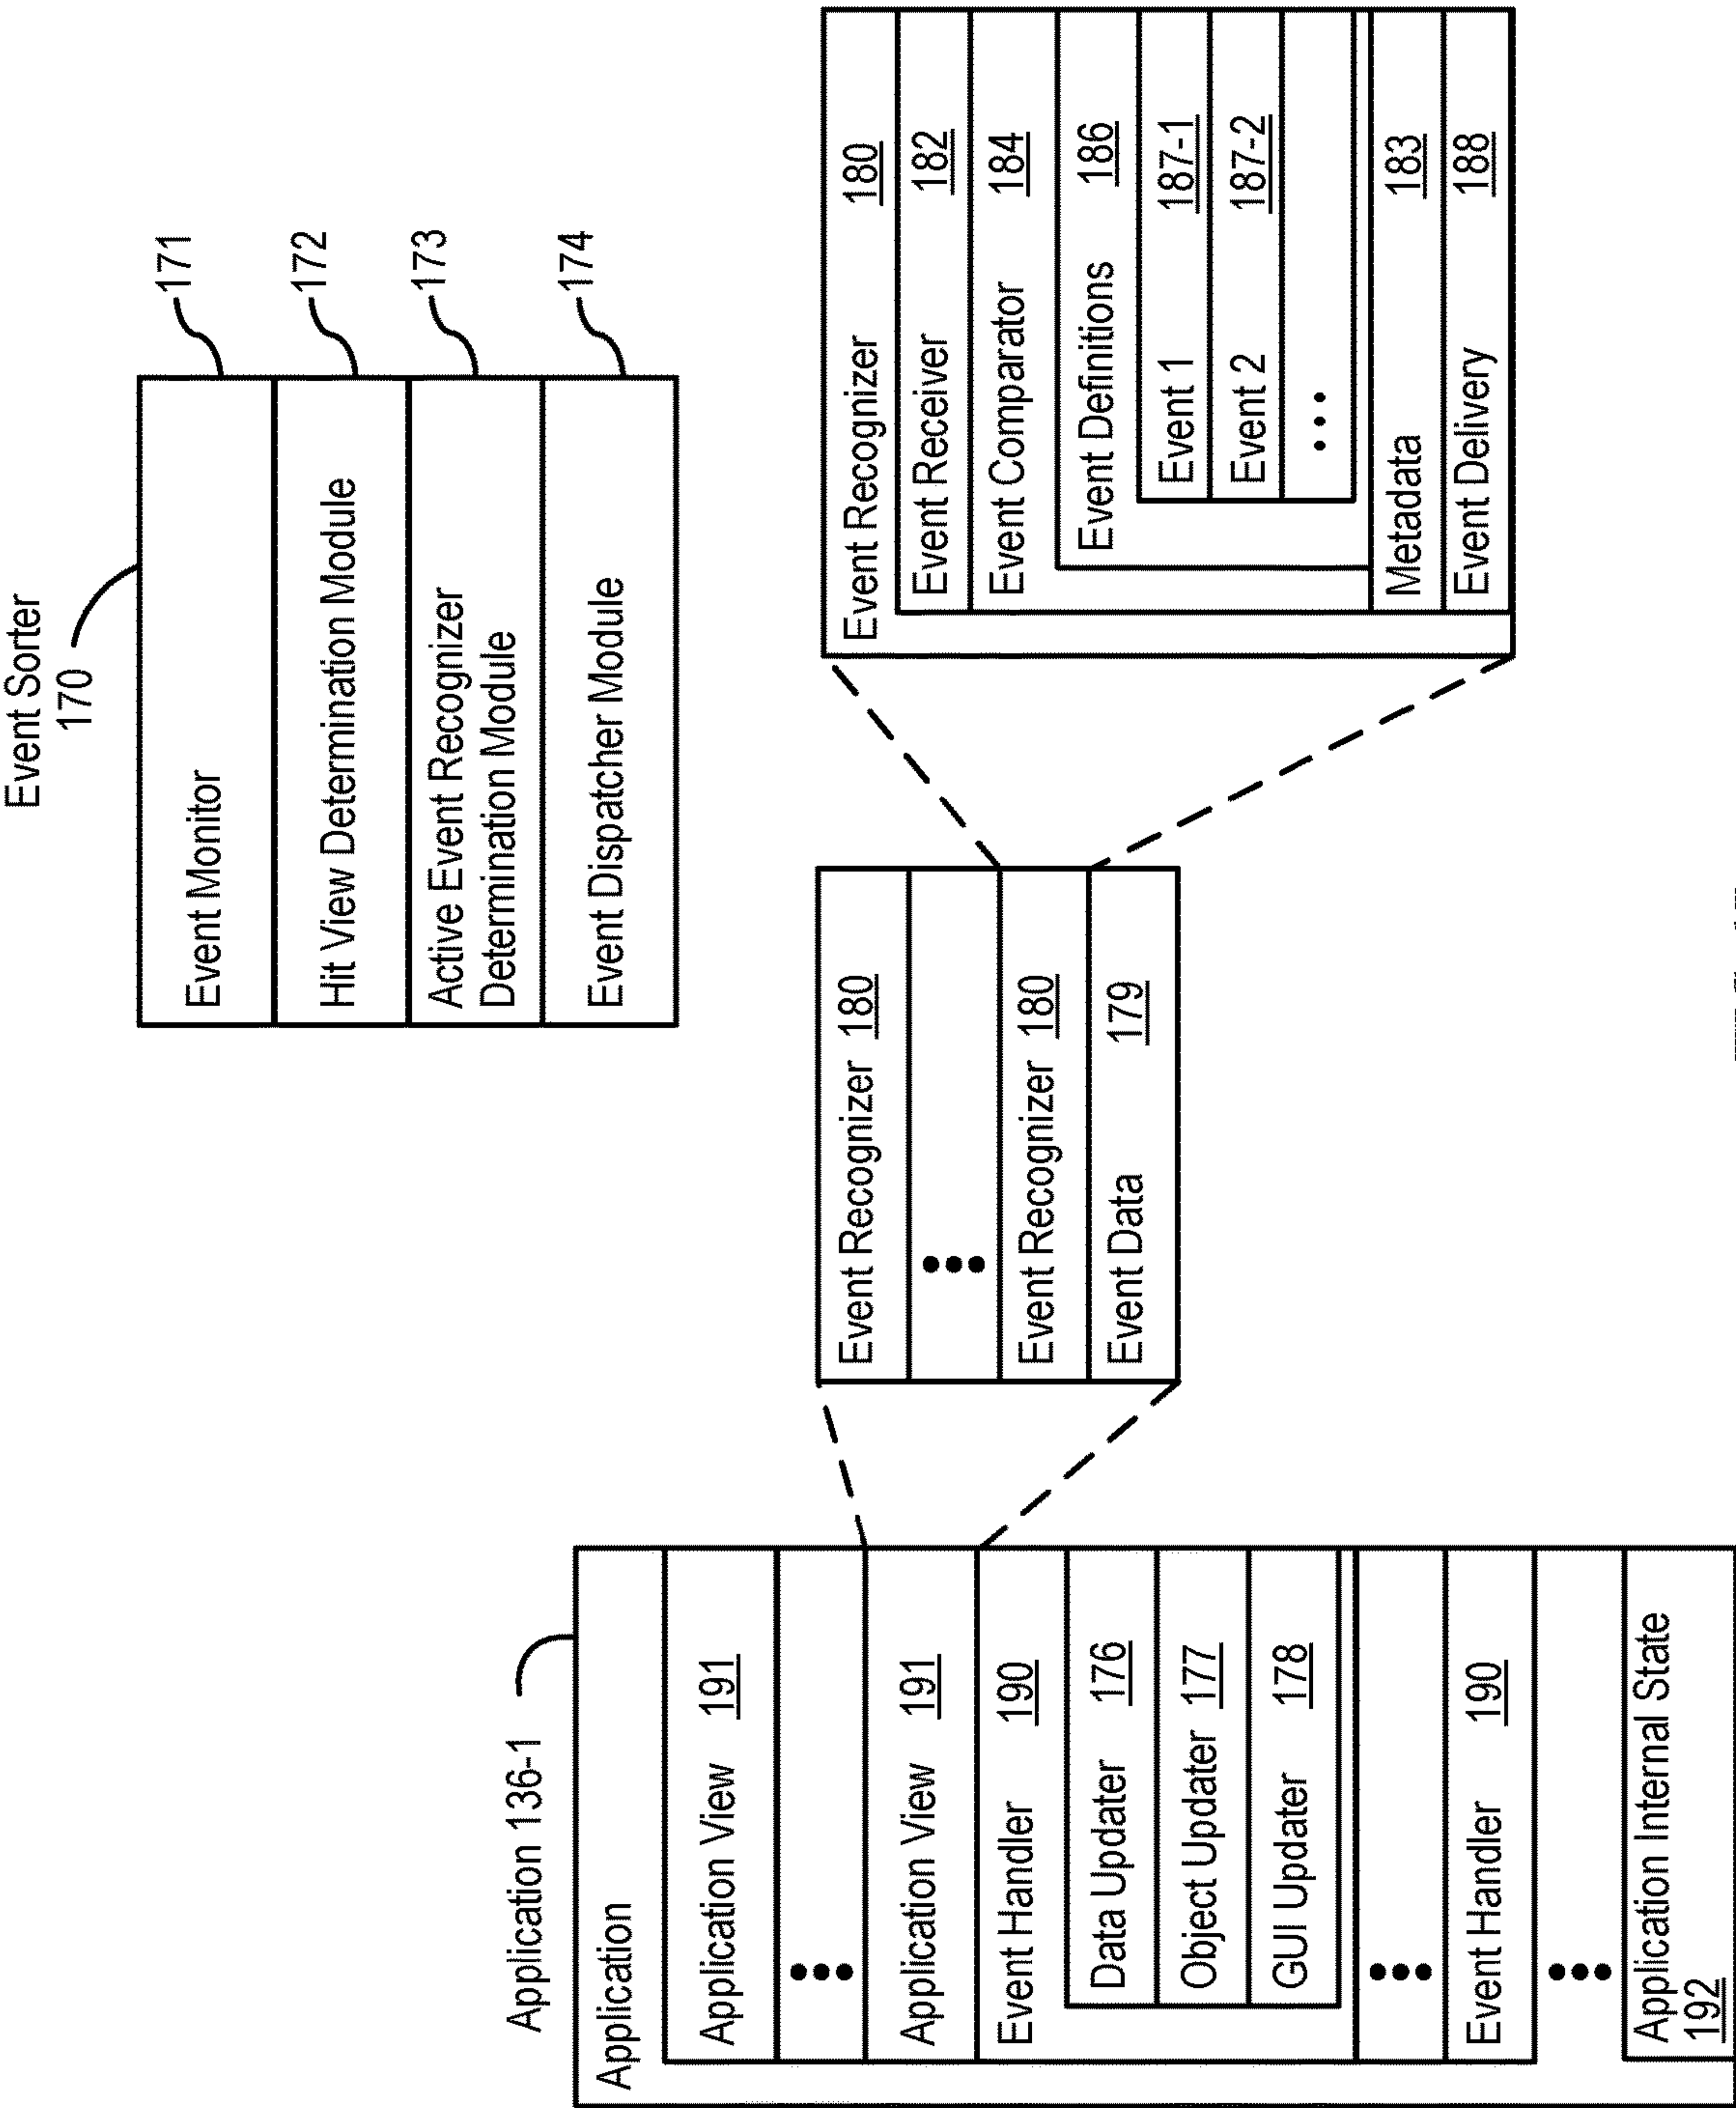 Event Sorter
170
Event Monitor
171
Hit View Determination Module
172
Active Event Recognizer
Determination Module
173
Event Dispatcher Module
174
Application 136-1
Application
Application View 191
•••
Application View 191
Event Handler 190
Data Updater 176
Object Updater 177
GUI Updater 178
•••
Event Handler 190
•••
Application Internal State
192
Event Recognizer 180
•••
Event Recognizer 180
Event Data 179
Event Recognizer 180
Event Receiver 182
Event Comparator 184
Event Definitions 186
Event 1 187-1
Event 2 187-2
•••
Metadata 183
Event Delivery 188